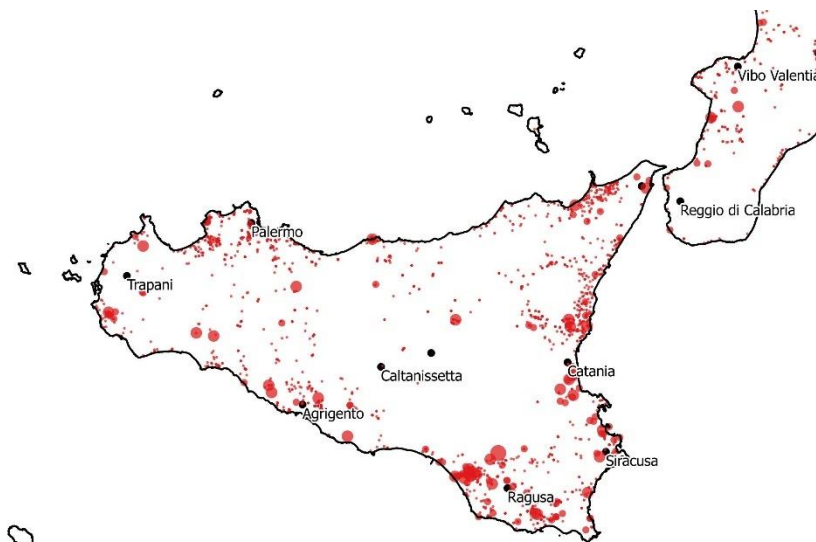 Vibo Valentia
Reggio di Calabria
Palermo
Trapani
Caltanissetta
Catania
Agrigento
Siracusa
Ragusa